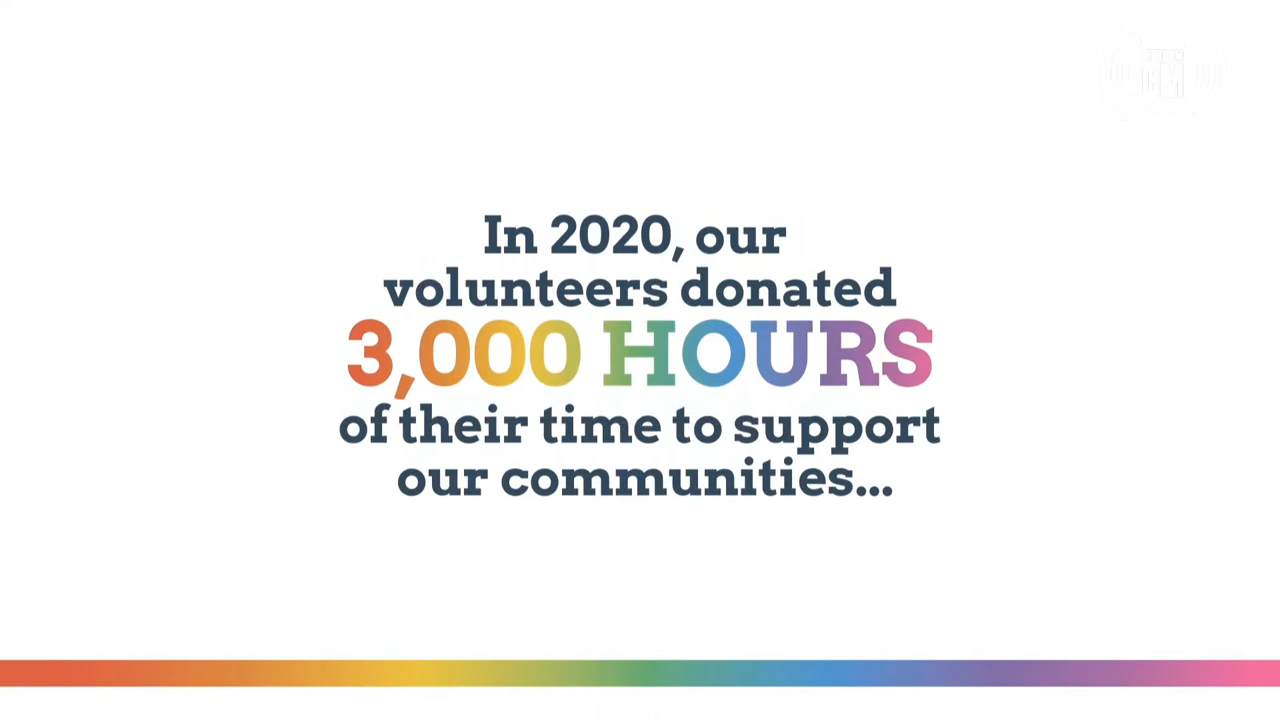 In 2020, our
volunteers donated
3,000 HOURS
of their time to support
our communities...